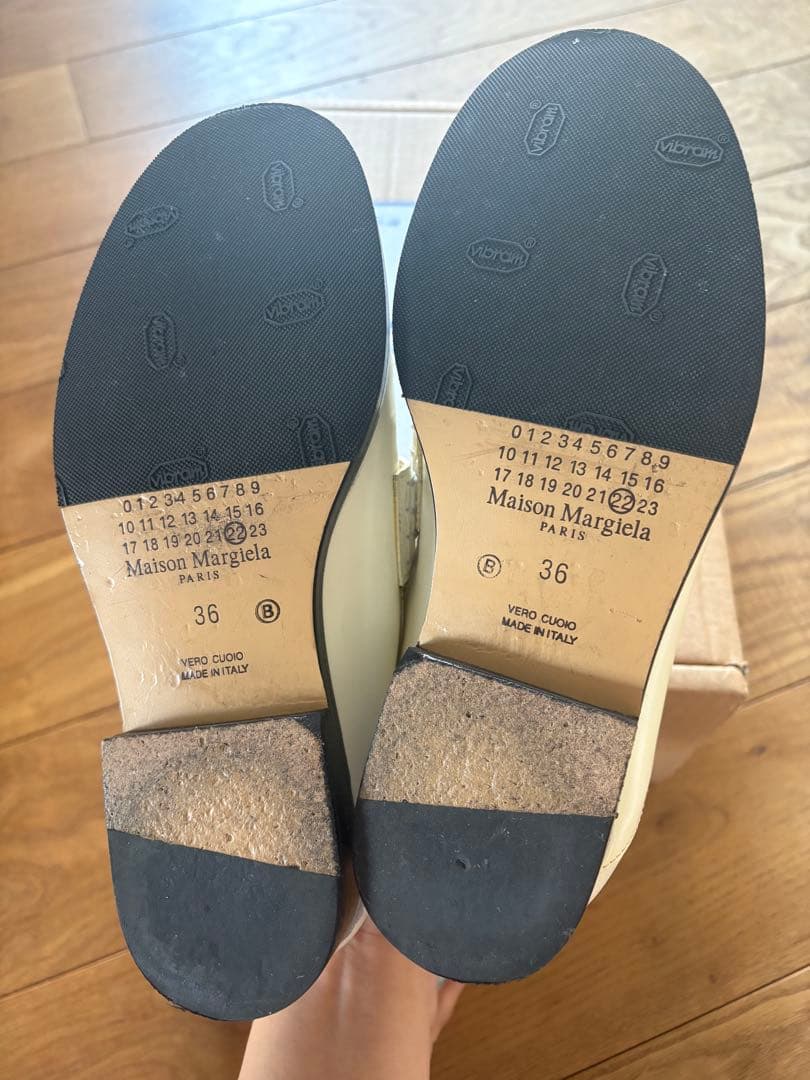 vibram
vibram
vibram
vibram
vibram
vibram
0 1 2 3 4 5 6 7 8 9
10 11 12 13 14 15 16
17 18 19 20 21 22 23
Maison Margiela
PARIS
36 B
VERO CUOIO
MADE IN ITALY
vibram
vibram
vibram
vibram
vibram
0 1 2 3 4 5 6 7 8 9
10 11 12 13 14 15 16
17 18 19 20 21 22 23
Maison Margiela
PARIS
B 36
VERO CUOIO
MADE IN ITALY